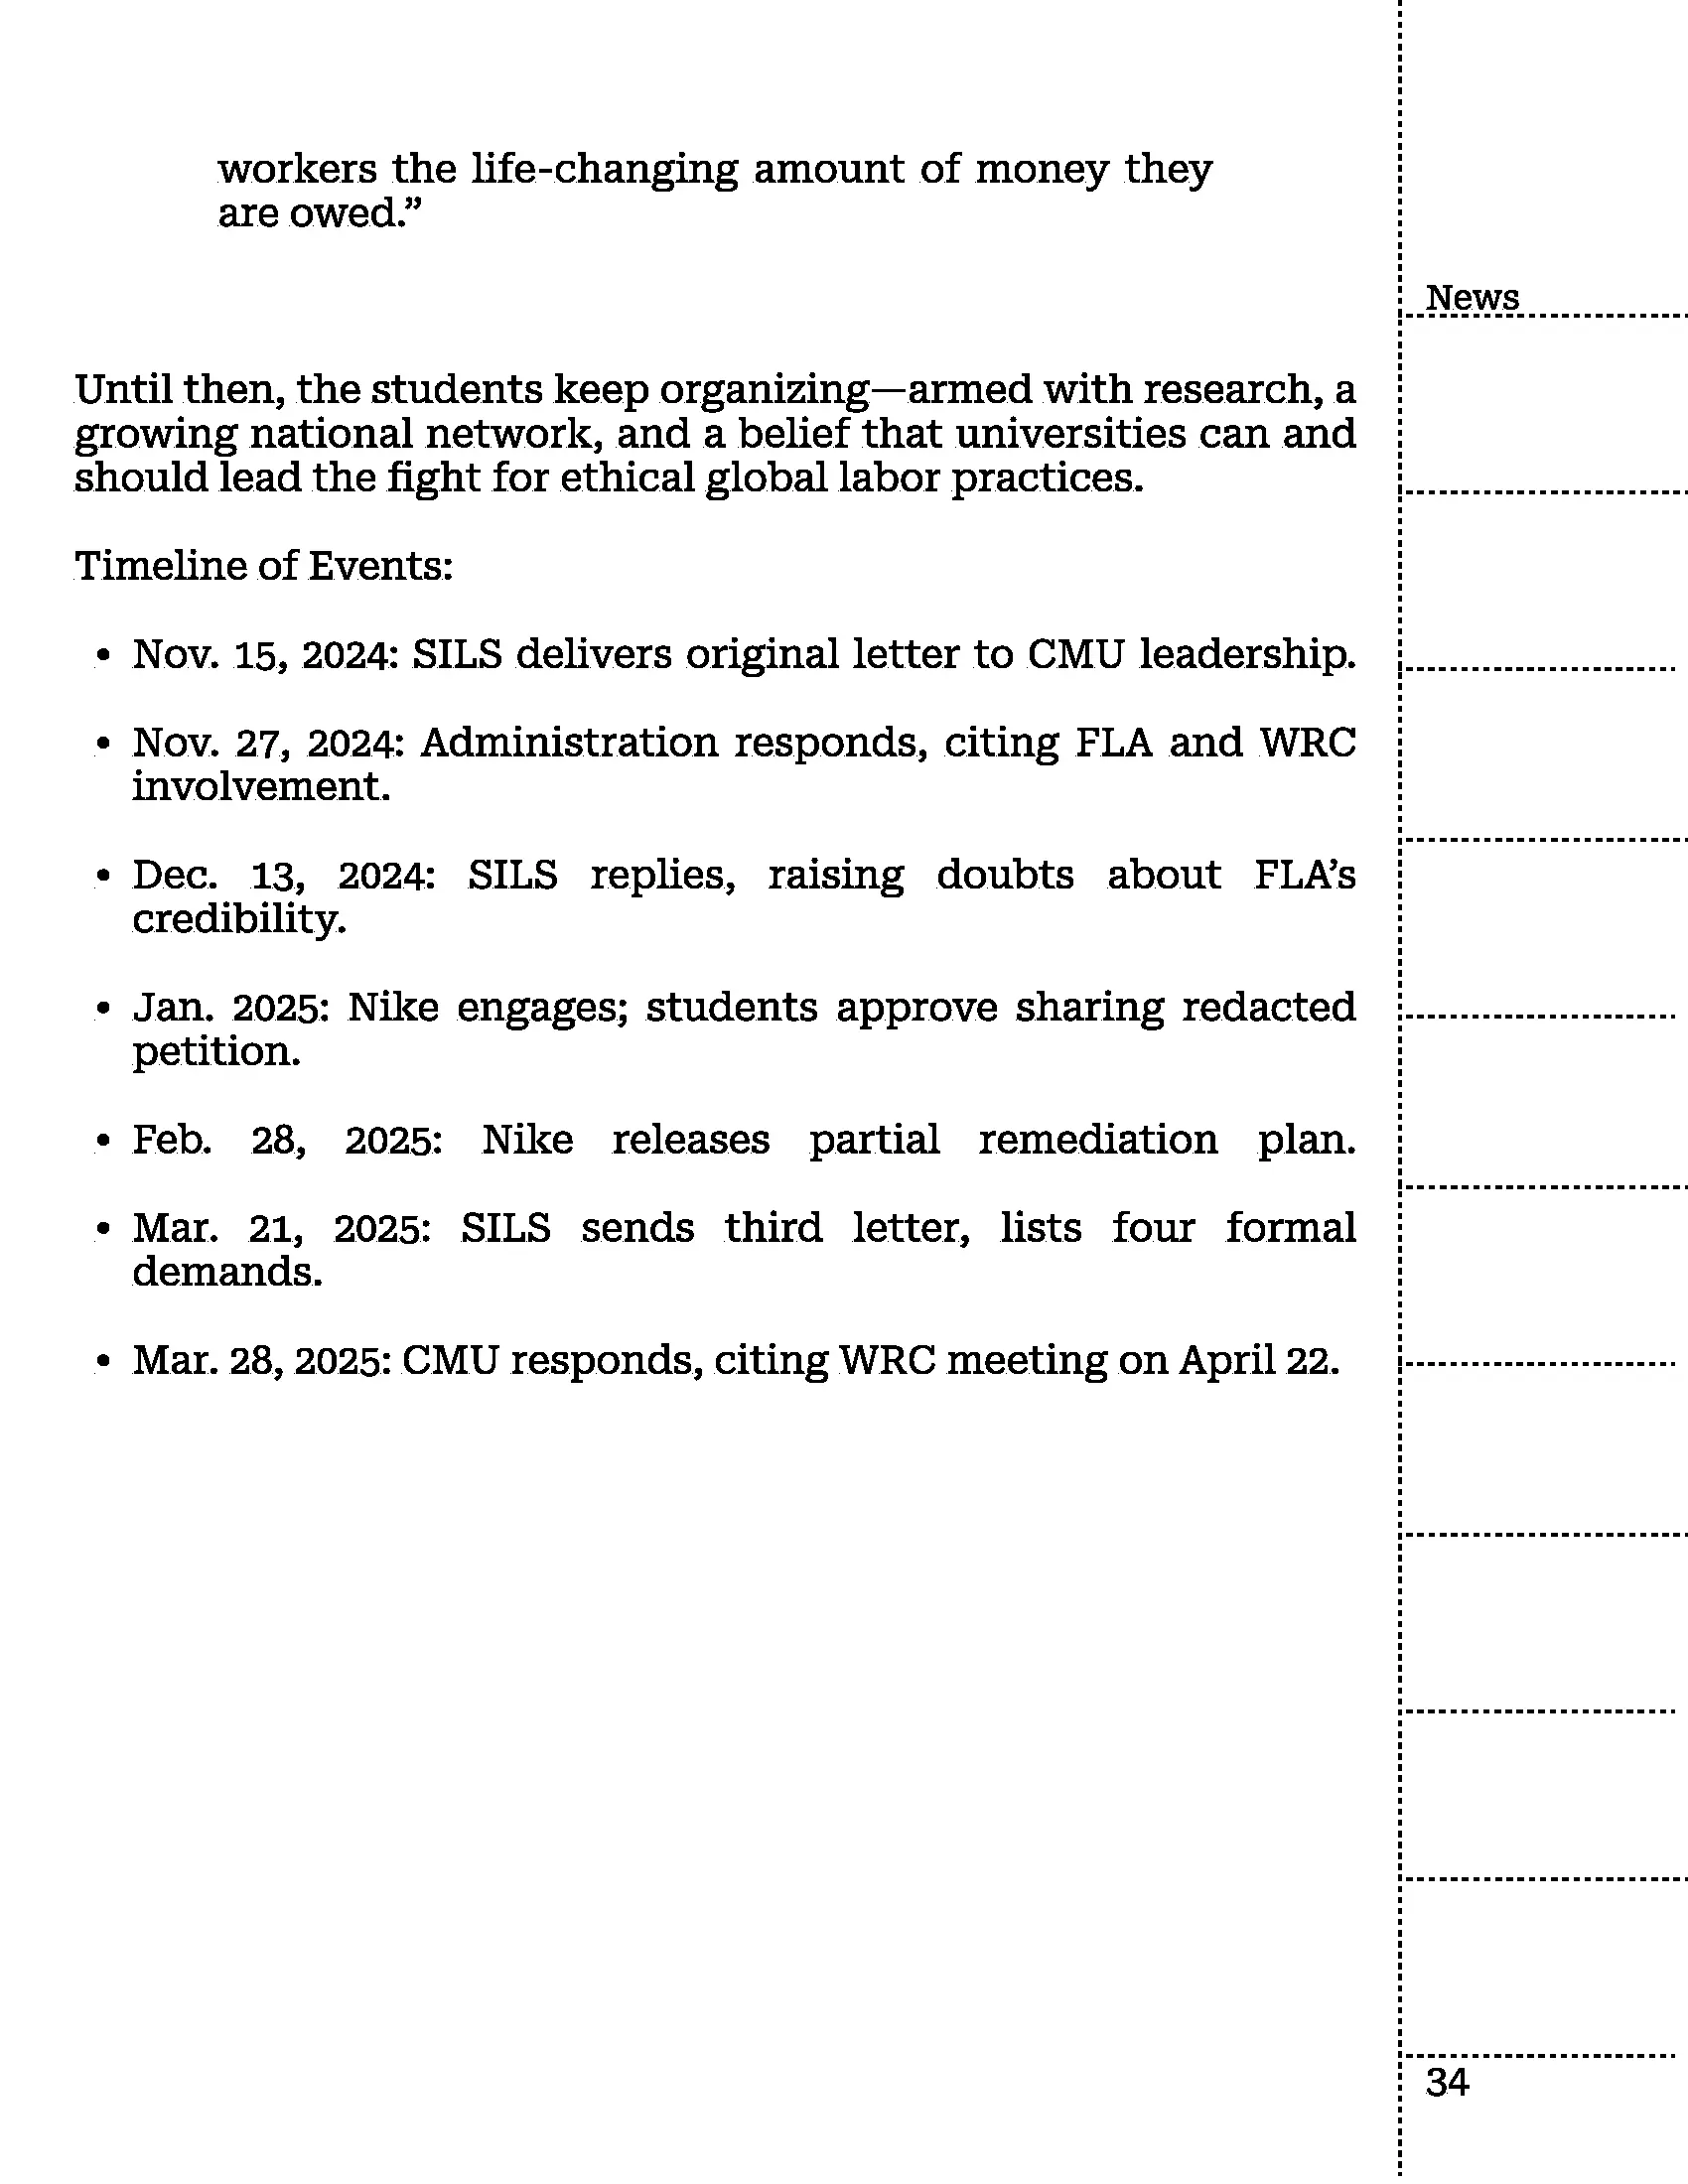 workers the life-changing amount of money they
are owed.”
News
Until then, the students keep organizing—armed with research, a
growing national network, and a belief that universities can and
should lead the fight for ethical global labor practices.
Timeline of Events:
• Nov. 15, 2024: SILS delivers original letter to CMU leadership.
• Nov. 27, 2024: Administration responds, citing FLA and WRC
involvement.
• Dec. 13, 2024: SILS replies, raising doubts about FLA’s
credibility.
• Jan. 2025: Nike engages; students approve sharing redacted
petition.
• Feb. 28, 2025: Nike releases partial remediation plan.
• Mar. 21, 2025: SILS sends third letter, lists four formal
demands.
• Mar. 28, 2025: CMU responds, citing WRC meeting on April 22.
34